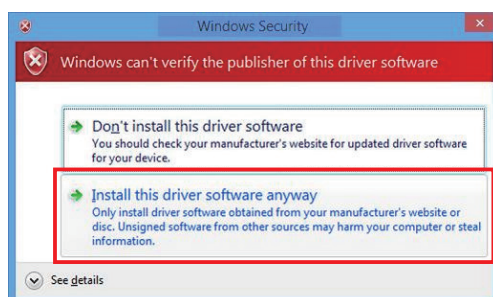 Windows Security
Windows can't verify the publisher of this driver software
Don't install this driver software
You should check your manufacturer's website for updated driver software
for your device.
Install this driver software anyway
Only install driver software obtained from your manufacturer's website or
disc. Unsigned software from other sources may harm your computer or steal
information.
See details